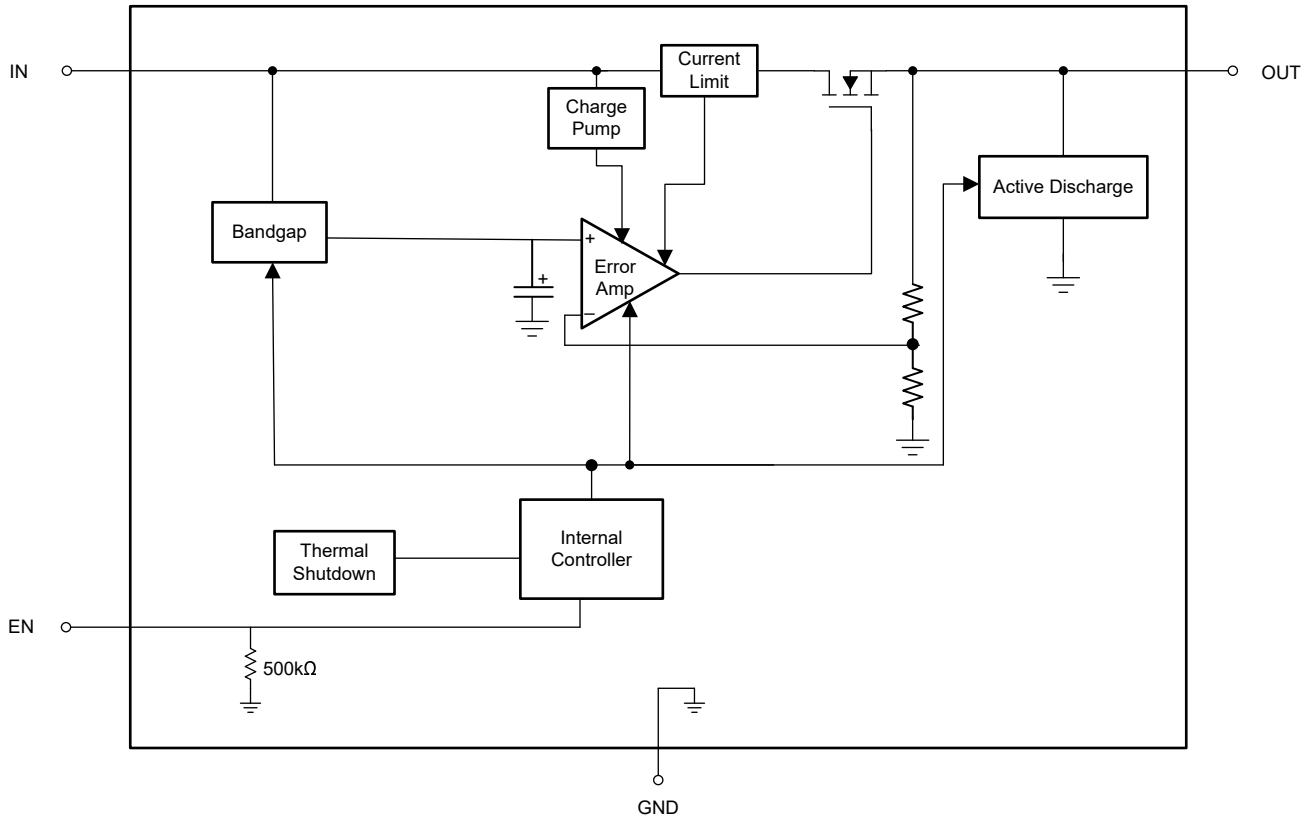 IN
Current
Limit
OUT
Charge
Pump
Active Discharge
Bandgap
+
Error
Amp
+
−
Internal
Controller
Thermal
Shutdown
EN
500kΩ
GND